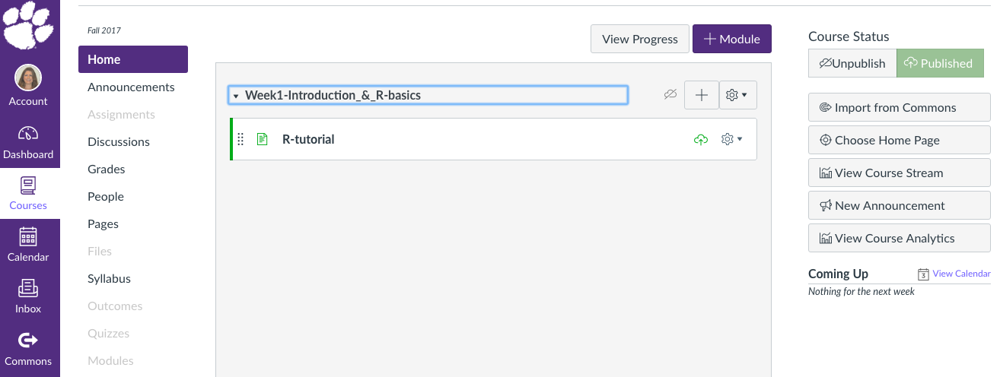 Account
Dashboard
Courses
Calendar
Inbox
Commons
Fall 2017
Home
Announcements
Assignments
Discussions
Grades
People
Pages
Files
Syllabus
Outcomes
Quizzes
Modules
View Progress
+ Module
Week1-Introduction_&_R-basics
R-tutorial
Course Status
Unpublish
Published
Import from Commons
Choose Home Page
View Course Stream
New Announcement
View Course Analytics
Coming Up
3 View Calendar
Nothing for the next week